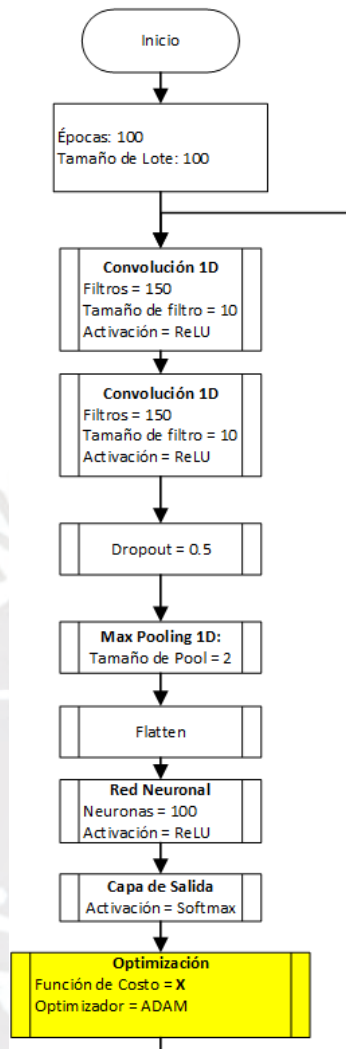 Inicio
Épocas: 100
Tamaño de Lote: 100
Convolución 1D
Filtros = 150
Tamaño de filtro = 10
Activación = ReLU
Convolución 1D
Filtros = 150
Tamaño de filtro = 10
Activación = ReLU
Dropout = 0.5
Max Pooling 1D:
Tamaño de Pool = 2
Flatten
Red Neuronal
Neuronas = 100
Activación = ReLU
Capa de Salida
Activación = Softmax
Optimización
Función de Costo = X
Optimizador = ADAM